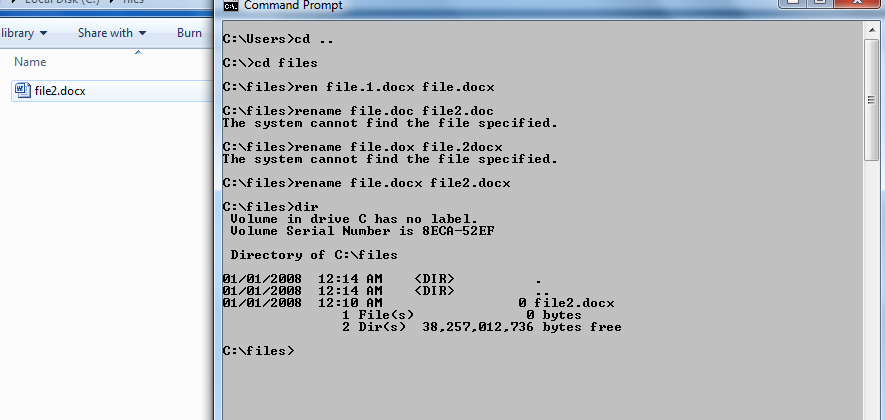 Local Disk (C:) files
library Share with Burn
Name
file2.docx
C:\. Command Prompt
C:\Users>cd ..
C:\>cd files
C:\files>ren file.1.docx file.docx
C:\files>rename file.doc file2.doc
The system cannot find the file specified.
C:\files>rename file.dox file.2docx
The system cannot find the file specified.
C:\files>rename file.docx file2.docx
C:\files>dir
Volume in drive C has no label.
Volume Serial Number is 8ECA-52EF
Directory of C:\files
01/01/2008 12:14 AM <DIR> .
01/01/2008 12:14 AM <DIR> ..
01/01/2008 12:10 AM 0 file2.docx
1 File(s) 0 bytes
2 Dir(s) 38,257,012,736 bytes free
C:\files>